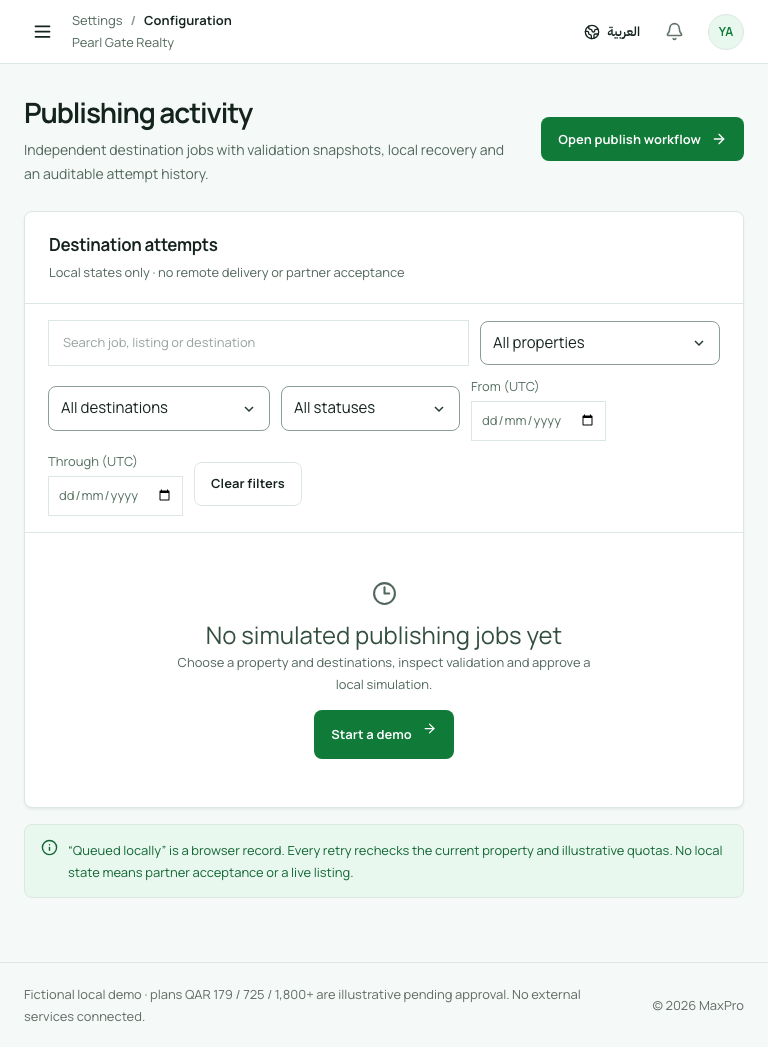 Settings / Configuration
Pearl Gate Realty
العربية
YA
Publishing activity
Independent destination jobs with validation snapshots, local recovery and
an auditable attempt history.
Open publish workflow
Destination attempts
Local states only · no remote delivery or partner acceptance
Search job, listing or destination
All properties
All destinations
All statuses
From (UTC)
dd/mm/yyyy
Through (UTC)
dd/mm/yyyy
Clear filters
No simulated publishing jobs yet
Choose a property and destinations, inspect validation and approve a
local simulation.
Start a demo
“Queued locally” is a browser record. Every retry rechecks the current property and illustrative quotas. No local
state means partner acceptance or a live listing.
Fictional local demo · plans QAR 179 / 725 / 1,800+ are illustrative pending approval. No external
services connected.
© 2026 MaxPro